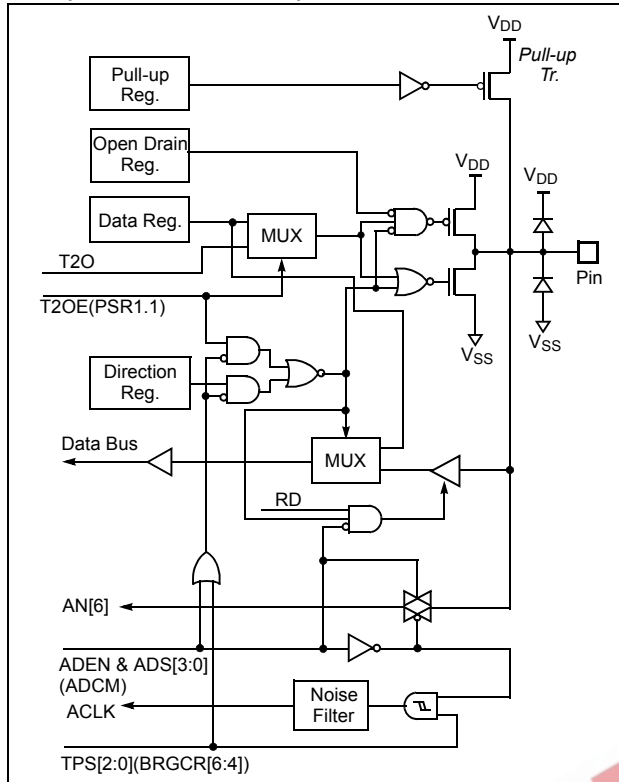 VDD
Pull-up
Tr.
Pull-up
Reg.
Open Drain
Reg.
VDD
VDD
Data Reg.
MUX
T2O
Pin
T2OE(PSR1.1)
VSS
VSS
Direction
Reg.
Data Bus
MUX
RD
AN[6]
ADEN & ADS[3:0]
(ADCM)
Noise
Filter
ACLK
TPS[2:0](BRGCR[6:4])